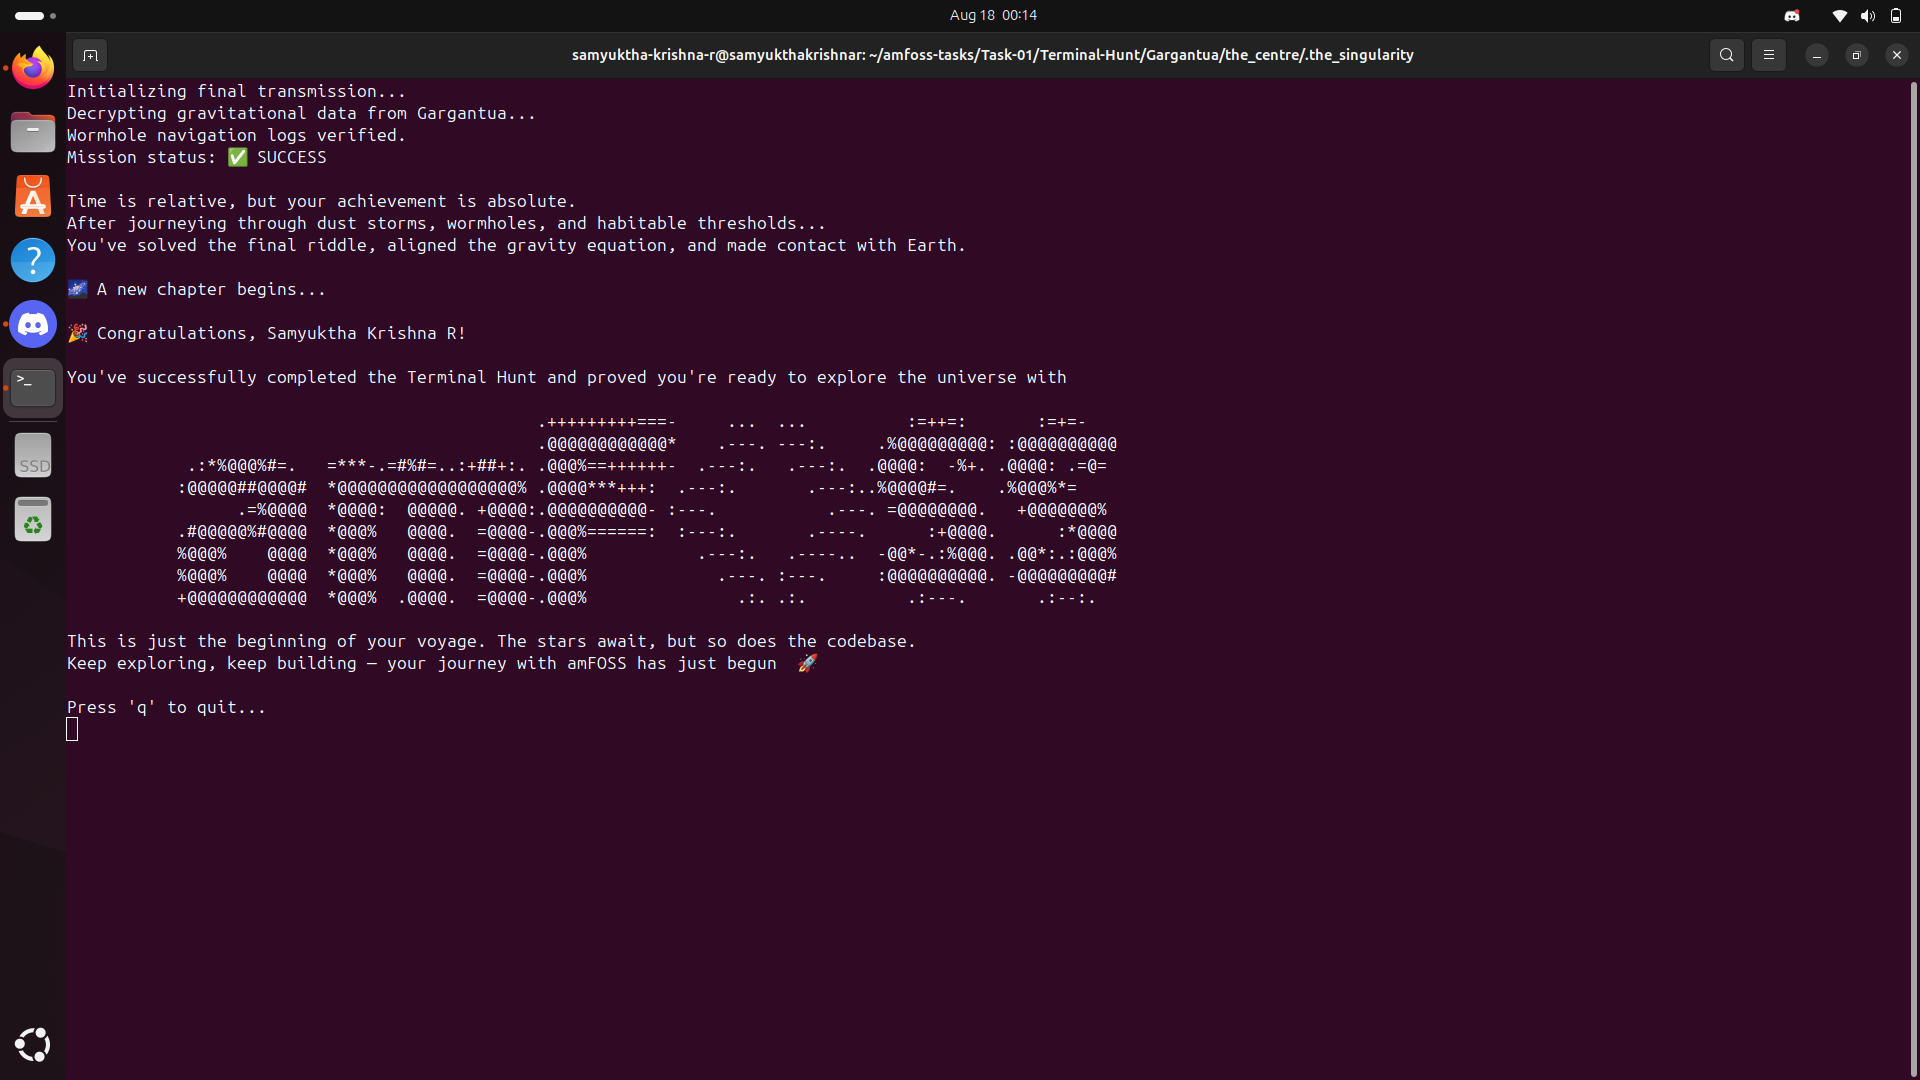 Aug 18 00:14
samyuktha-krishna-r@samyukthakrishnar: ~/amfoss-tasks/Task-01/Terminal-Hunt/Gargantua/the_centre/.the_singularity
Initializing final transmission...
Decrypting gravitational data from Gargantua...
Wormhole navigation logs verified.
Mission status: ✅ SUCCESS
Time is relative, but your achievement is absolute.
After journeying through dust storms, wormholes, and habitable thresholds...
You've solved the final riddle, aligned the gravity equation, and made contact with Earth.
🌌 A new chapter begins...
🎉 Congratulations, Samyuktha Krishna R!
You've successfully completed the Terminal Hunt and proved you're ready to explore the universe with
                                               .+++++++++===-     ...  ...          :=++=:       :=+=-
                                               .@@@@@@@@@@@@*    .---. ---:.     .%@@@@@@@@@: :@@@@@@@@@@
            .:*%@@@%#=.   =***-.=#%#=..:+##+:. .@@@%==++++++-  .---:.   .---:.  .@@@@:  -%+. .@@@@: .=@=
           :@@@@@##@@@@#  *@@@@@@@@@@@@@@@@@@% .@@@@***+++:  .---:.       .---:..%@@@@#=.    .%@@@%*=
                 .=%@@@@  *@@@@:  @@@@@. +@@@@:.@@@@@@@@@@- :---.           .---. =@@@@@@@@.   +@@@@@@@%
           .#@@@@@%#@@@@  *@@@%   @@@@.  =@@@@-.@@@%======:  :---:.       .----.      :+@@@@.      :*@@@@
           %@@@%    @@@@  *@@@%   @@@@.  =@@@@-.@@@%           .---:.   .----..  -@@*-.:%@@@. .@@*:.:@@@%
           %@@@%    @@@@  *@@@%   @@@@.  =@@@@-.@@@%             .---. :---.     :@@@@@@@@@@. -@@@@@@@@@#
           +@@@@@@@@@@@@  *@@@%  .@@@@.  =@@@@-.@@@%               .:. .:.          .:---.       .:--:.
This is just the beginning of your voyage. The stars await, but so does the codebase.
Keep exploring, keep building — your journey with amFOSS has just begun  🚀
Press 'q' to quit...
SSD